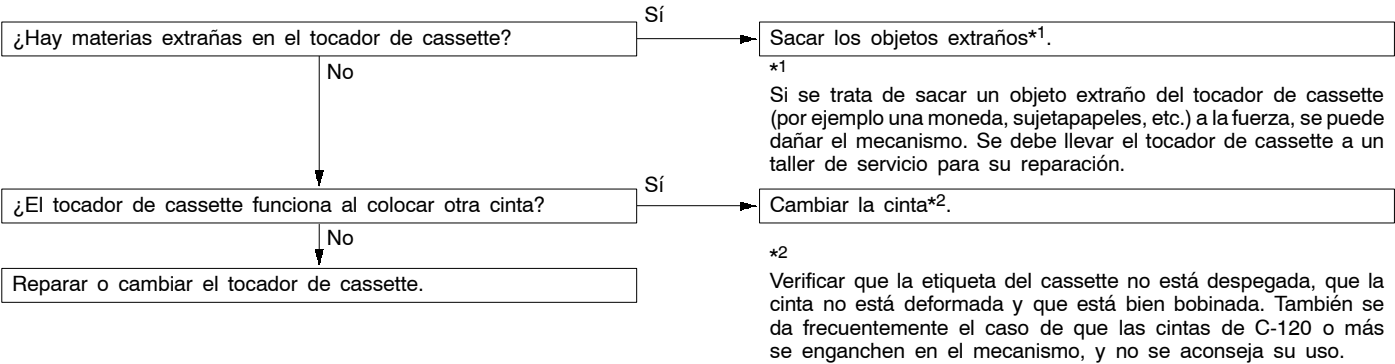 Sí
¿Hay materias extrañas en el tocador de cassette?
Sacar los objetos extraños*1.
No
*1
Si se trata de sacar un objeto extraño del tocador de cassette
(por ejemplo una moneda, sujetapapeles, etc.) a la fuerza, se puede
dañar el mecanismo. Se debe llevar el tocador de cassette a un
taller de servicio para su reparación.
Sí
¿El tocador de cassette funciona al colocar otra cinta?
Cambiar la cinta*2.
No
Reparar o cambiar el tocador de cassette.
*2
Verificar que la etiqueta del cassette no está despegada, que la
cinta no está deformada y que está bien bobinada. También se
da frecuentemente el caso de que las cintas de C-120 o más
se enganchen en el mecanismo, y no se aconseja su uso.